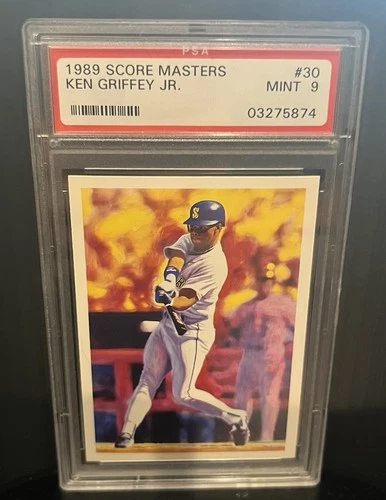 PSA
1989 SCORE MASTERS #30
KEN GRIFFEY JR. MINT 9
03275874
S